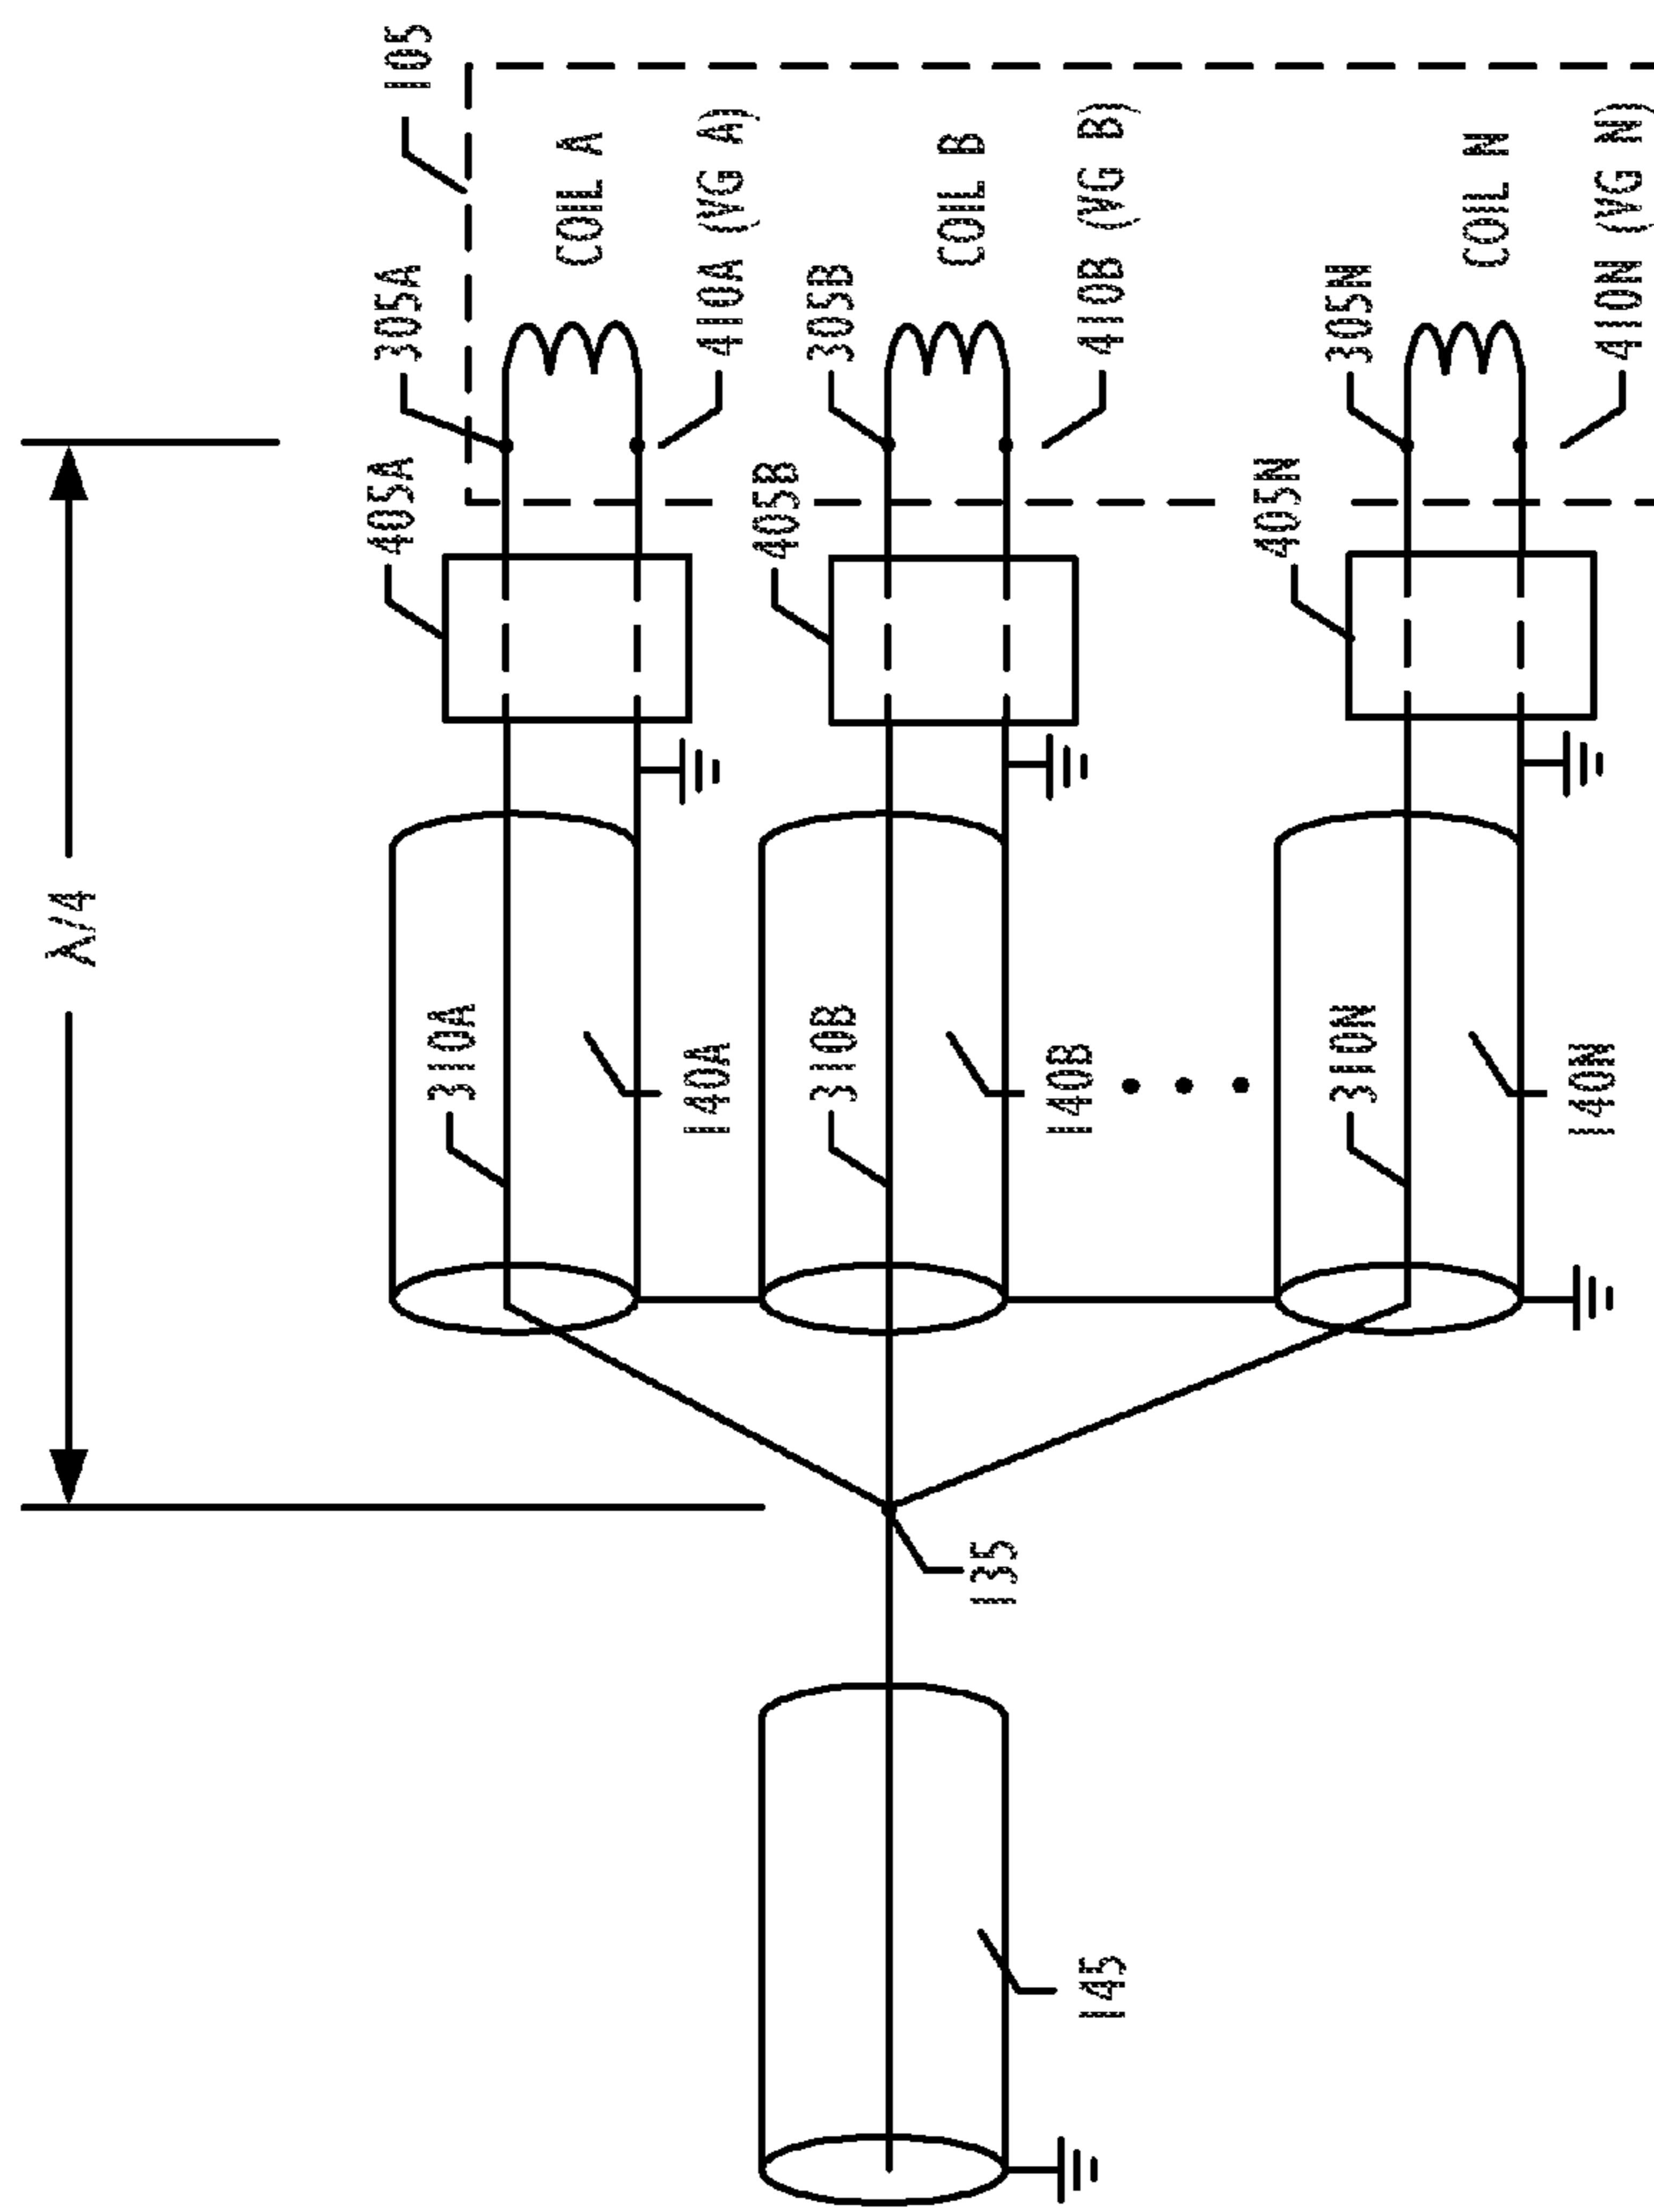 λ/4
105
305A
COIL A
405A
410A (VG A)
310A
140A
305B
COIL B
405B
410B (VG B)
310B
140B
305N
COIL N
405N
410N (VG N)
310N
140N
135
145